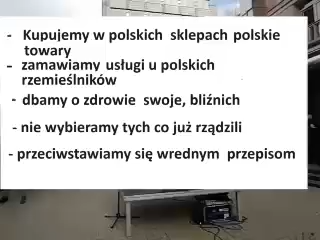 - Kupujemy w polskich sklepach polskie
towary
- zamawiamy usługi u polskich
rzemieślników
- dbamy o zdrowie swoje, bliźnich
- nie wybieramy tych co już rządzili
- przeciwstawiamy się wrednym przepisom